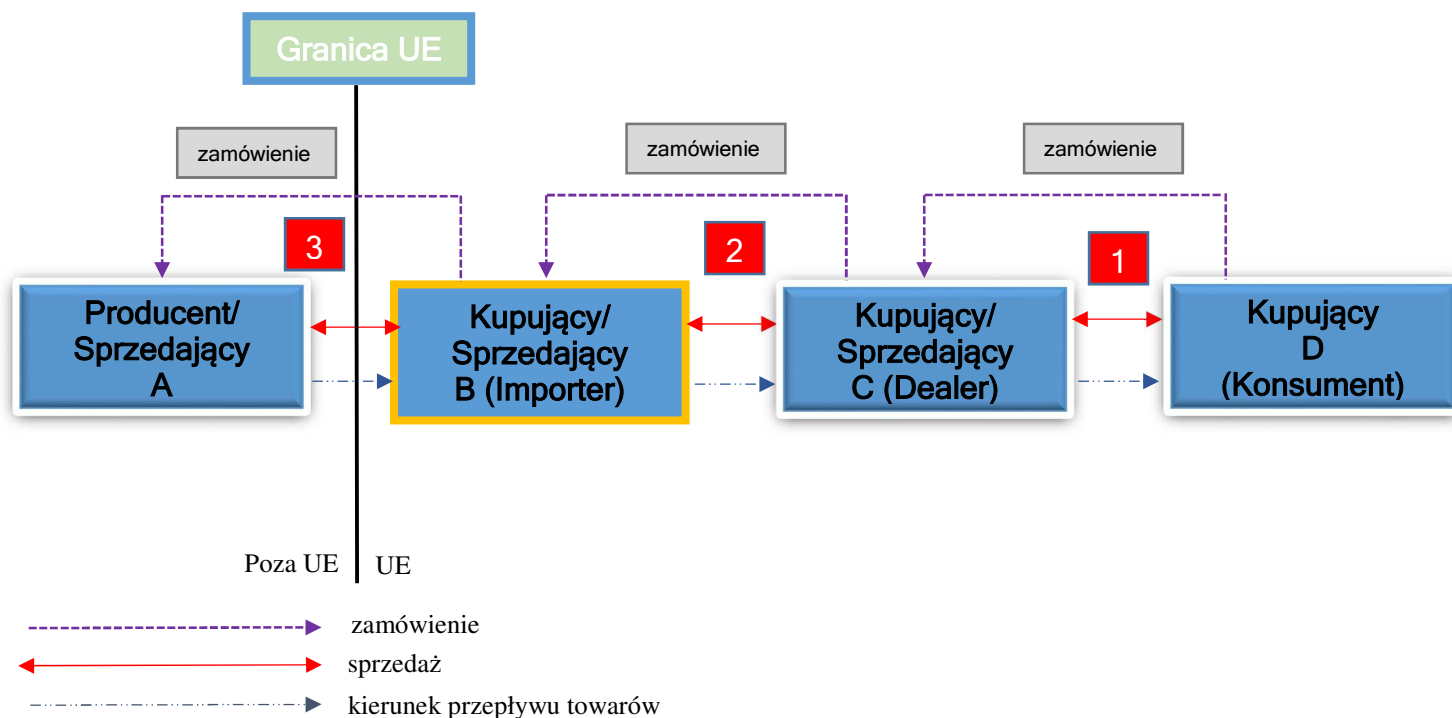 Granica UE
zamówienie
zamówienie
zamówienie
3
2
1
Producent/
Sprzedający
A
Kupujący/
Sprzedający
B (Importer)
Kupujący/
Sprzedający
C (Dealer)
Kupujący
D
(Konsument)
Poza UE
UE
zamówienie
sprzedaż
kierunek przepływu towarów